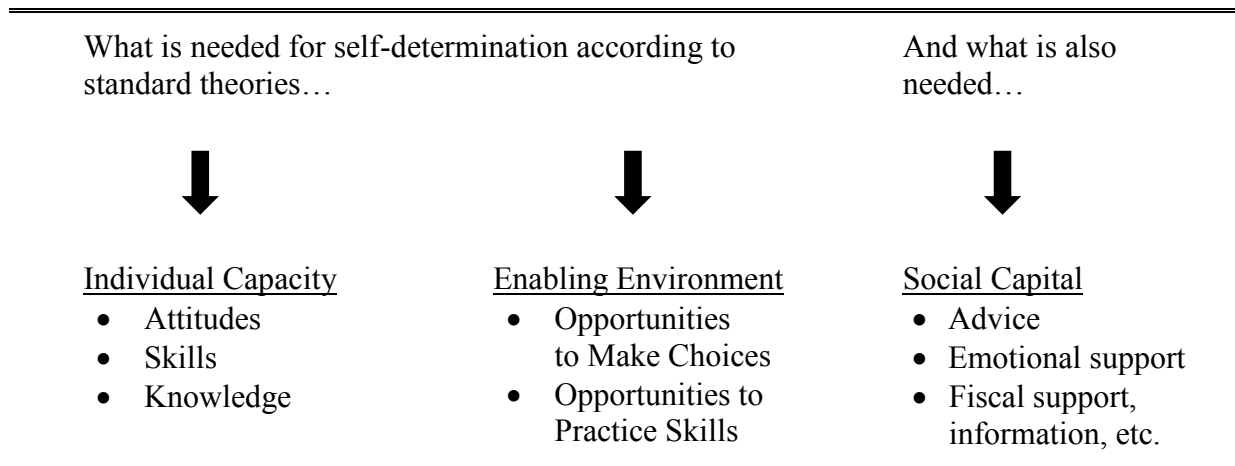 What is needed for self-determination according to
standard theories…
And what is also
needed…
Individual Capacity
• Attitudes
• Skills
• Knowledge
Enabling Environment
• Opportunities
to Make Choices
• Opportunities to
Practice Skills
Social Capital
• Advice
• Emotional support
• Fiscal support,
information, etc.